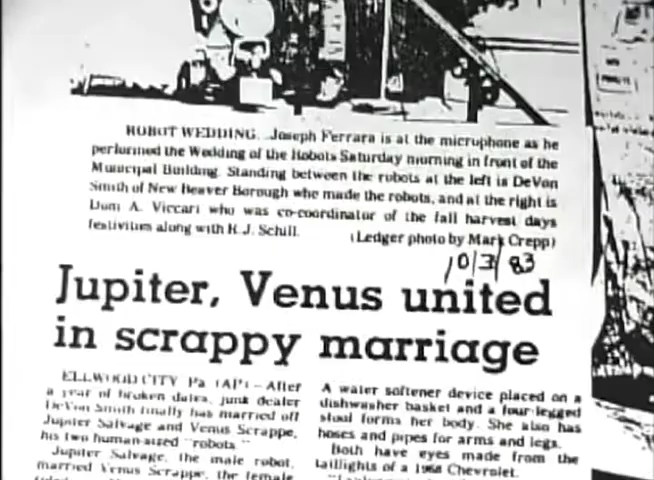 ROBOT WEDDING. Joseph Ferrara is at the microphone as he
performed the Wedding of the Robots Saturday morning in front of the
Municipal Building. Standing between the robots at the left is DeVon
Smith of New Beaver Borough who made the robots, and at the right is
Dom A. Viccari who was co-coordinator of the fall harvest days
festivities along with R.J. Schill. (Ledger photo by Mark Crepp)
10/3/83
Jupiter, Venus united
in scrappy marriage
ELLWOOD CITY Pa (AP) - After
a year of broken dates, junk dealer
DeVon Smith finally has married off
Jupiter Salvage and Venus Scrappe,
his two human-sized "robots."
Jupiter Salvage, the male robot,
married Venus Scrappe, the female
A water softener device placed on a
dishwasher basket and a four-legged
stool forms her body. She also has
hoses and pipes for arms and legs.
Both have eyes made from the
taillights of a 1968 Chevrolet.